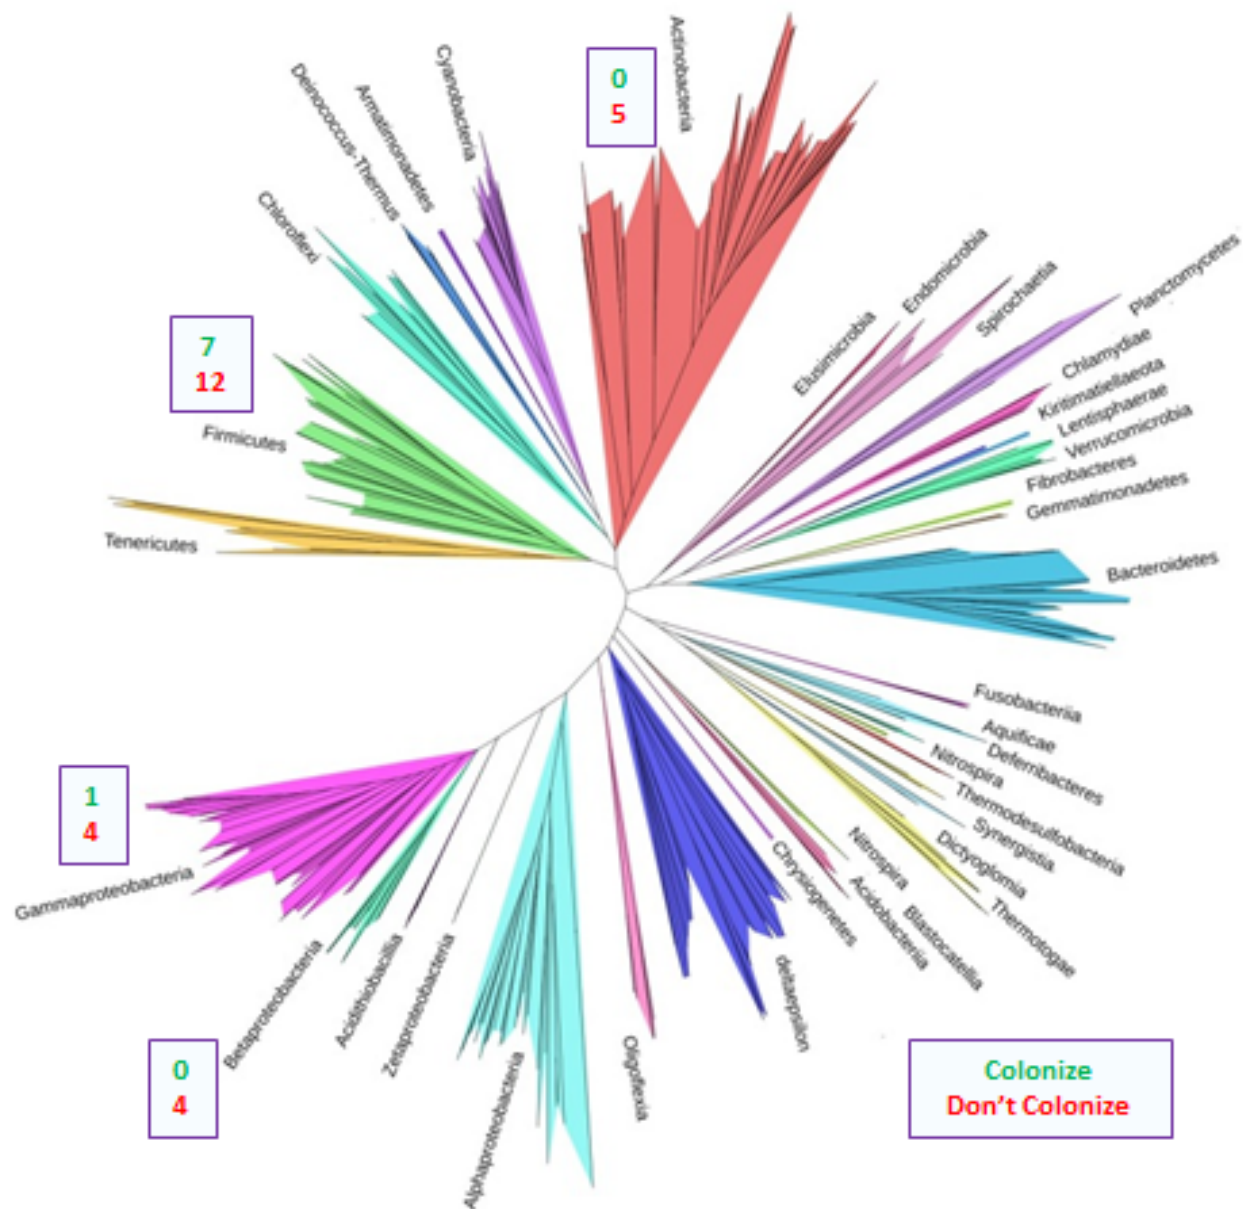 0
5
Actinobacteria
Cyanobacteria
Armatimonadetes
Deinococcus-Thermus
Chloroflexi
7
12
Firmicutes
Tenericutes
Elusimicrobia
Endomicrobia
Spirochaetia
Planctomycetes
Chlamydiae
Kiritimatiellaeota
Lentisphaerae
Verrucomicrobia
Fibrobacteres
Gemmatimonadetes
Bacteroidetes
Fusobacteriia
Aquificae
Deferribacteres
Nitrospira
Thermodesulfobacteria
Synergistia
Dictyoglomia
Thermotogae
Nitrospira
Blastocatellia
Acidobacteriia
Chrysiogenetes
deltaepsilon
Oligoflexia
Alphaproteobacteria
Zetaproteobacteria
Acidithiobacillia
Betaproteobacteria
0
4
1
4
Gammaproteobacteria
Colonize
Don't Colonize